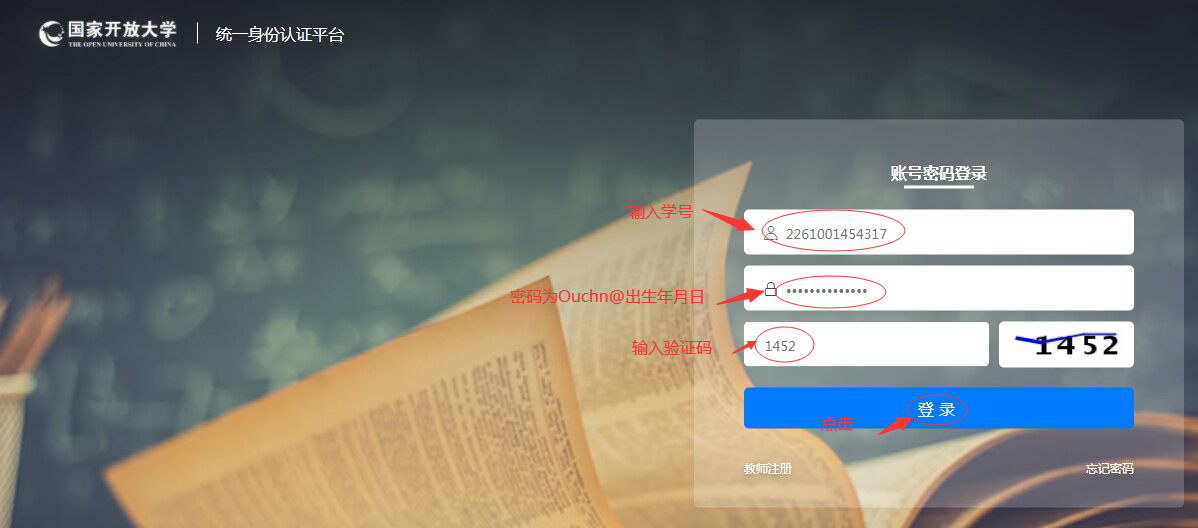 国家开放大学
THE OPEN UNIVERSITY OF CHINA
统一身份认证平台
账号密码登录
输入学号
2261001454317
密码为Ouchn@出生年月日
••••••••••••••
输入验证码
1452
1452
登 录
点击
教师注册
忘记密码